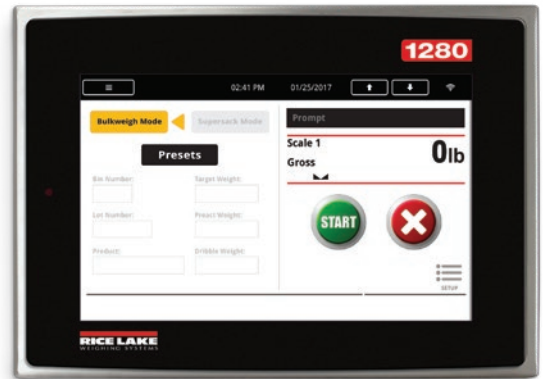 1280
02:41 PM 01/25/2017
Bulkweigh Mode Supersack Mode
Prompt
Presets
Scale 1
Gross
0lb
Bin Number: Target Weight:
Lot Number: Preact Weight:
Product: Dribble Weight:
START
SETUP
RICE LAKE
WEIGHING SYSTEMS